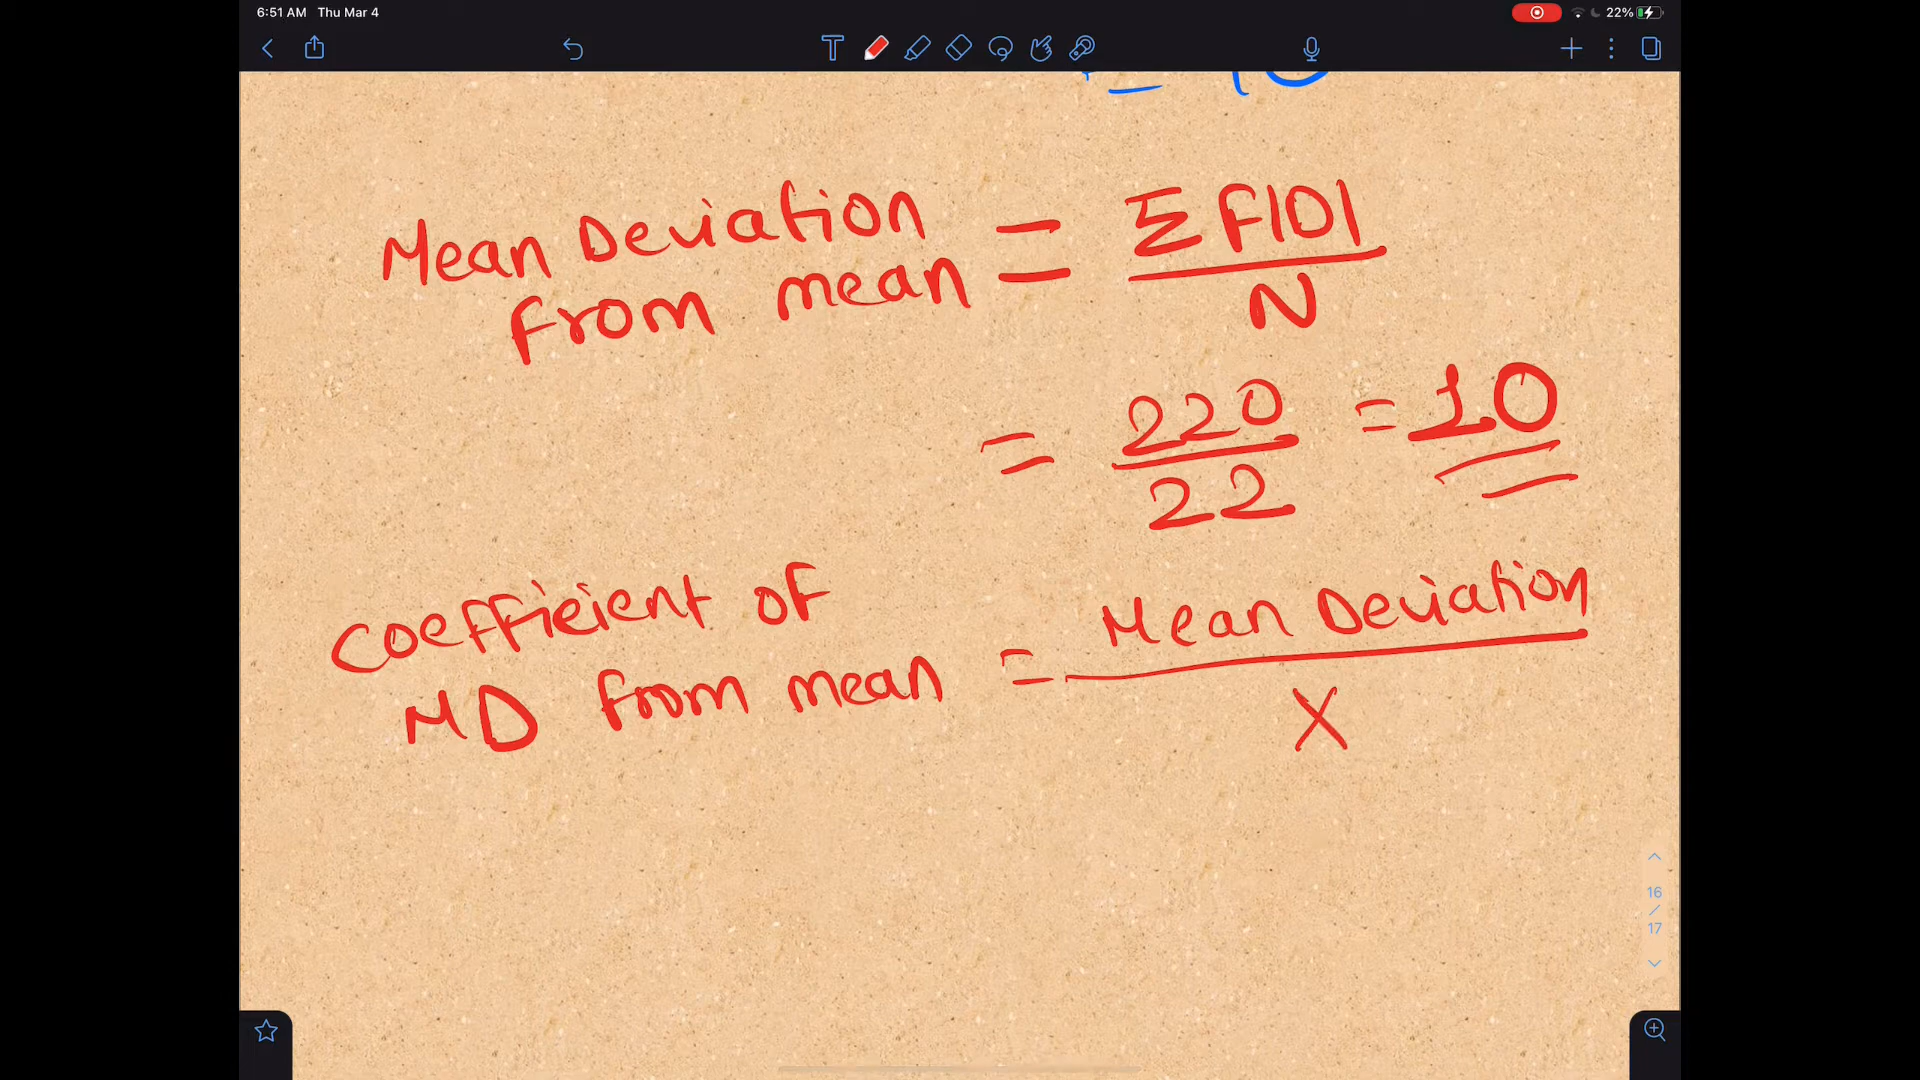 6:51 AM Thu Mar 4
22%
T
Mean Deviation
from mean = Σ F|D|
N
= 220 = 10
22
coefficient of
MD from mean = Mean Deviation
X
16
/
17